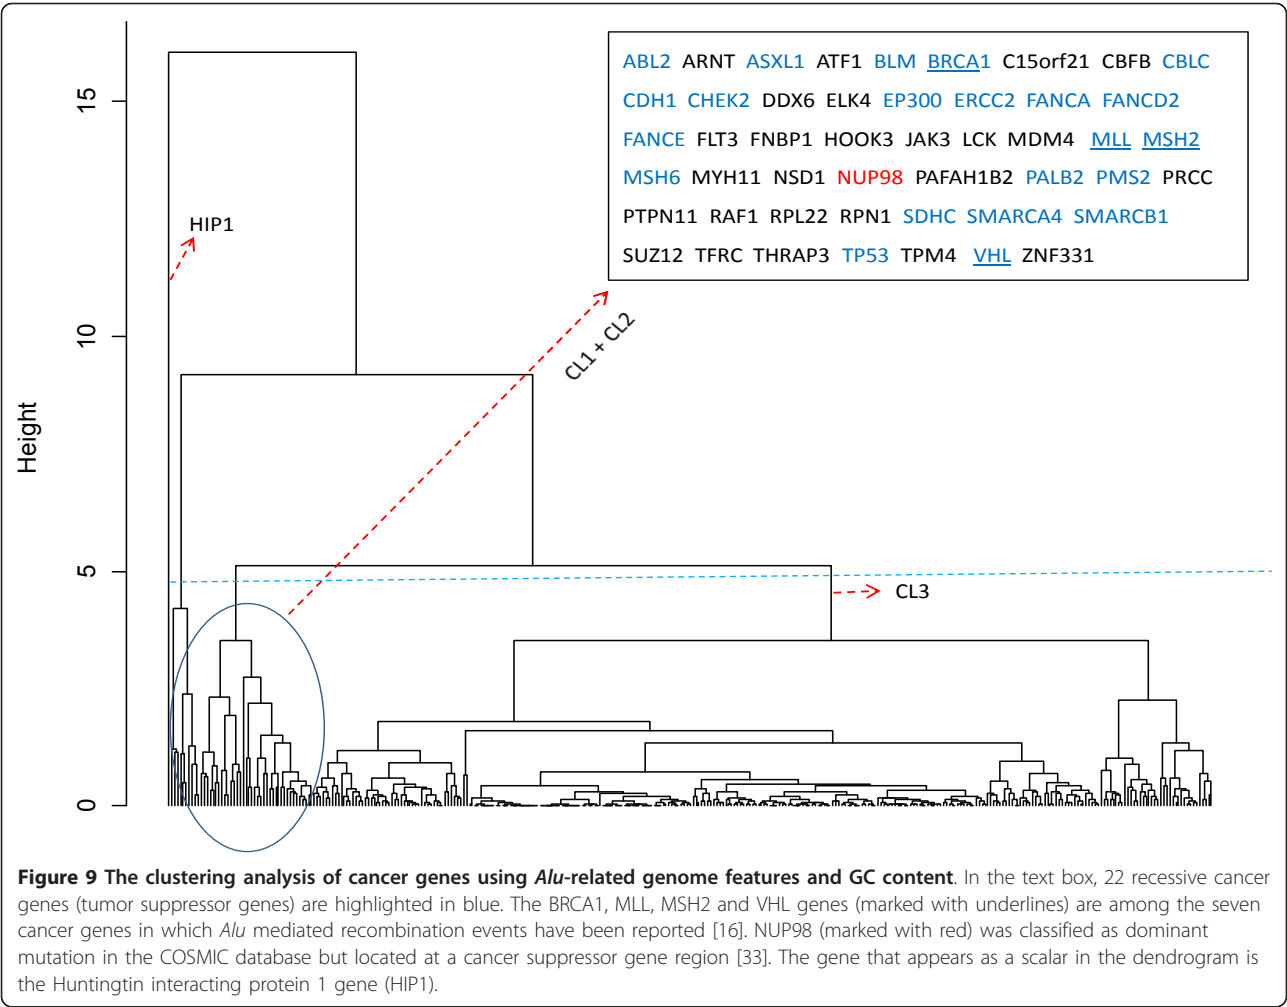 15
10
5
0
Height
HIP1
CL1 + CL2
CL3
ABL2 ARNT ASXL1 ATF1 BLM BRCA1 C15orf21 CBFB CBLC
CDH1 CHEK2 DDX6 ELK4 EP300 ERCC2 FANCA FANCD2
FANCE FLT3 FNBP1 HOOK3 JAK3 LCK MDM4 MLL MSH2
MSH6 MYH11 NSD1 NUP98 PAFAH1B2 PALB2 PMS2 PRCC
PTPN11 RAF1 RPL22 RPN1 SDHC SMARCA4 SMARCB1
SUZ12 TFRC THRAP3 TP53 TPM4 VHL ZNF331
Figure 9 The clustering analysis of cancer genes using Alu-related genome features and GC content. In the text box, 22 recessive cancer
genes (tumor suppressor genes) are highlighted in blue. The BRCA1, MLL, MSH2 and VHL genes (marked with underlines) are among the seven
cancer genes in which Alu mediated recombination events have been reported [16]. NUP98 (marked with red) was classified as dominant
mutation in the COSMIC database but located at a cancer suppressor gene region [33]. The gene that appears as a scalar in the dendrogram is
the Huntingtin interacting protein 1 gene (HIP1).